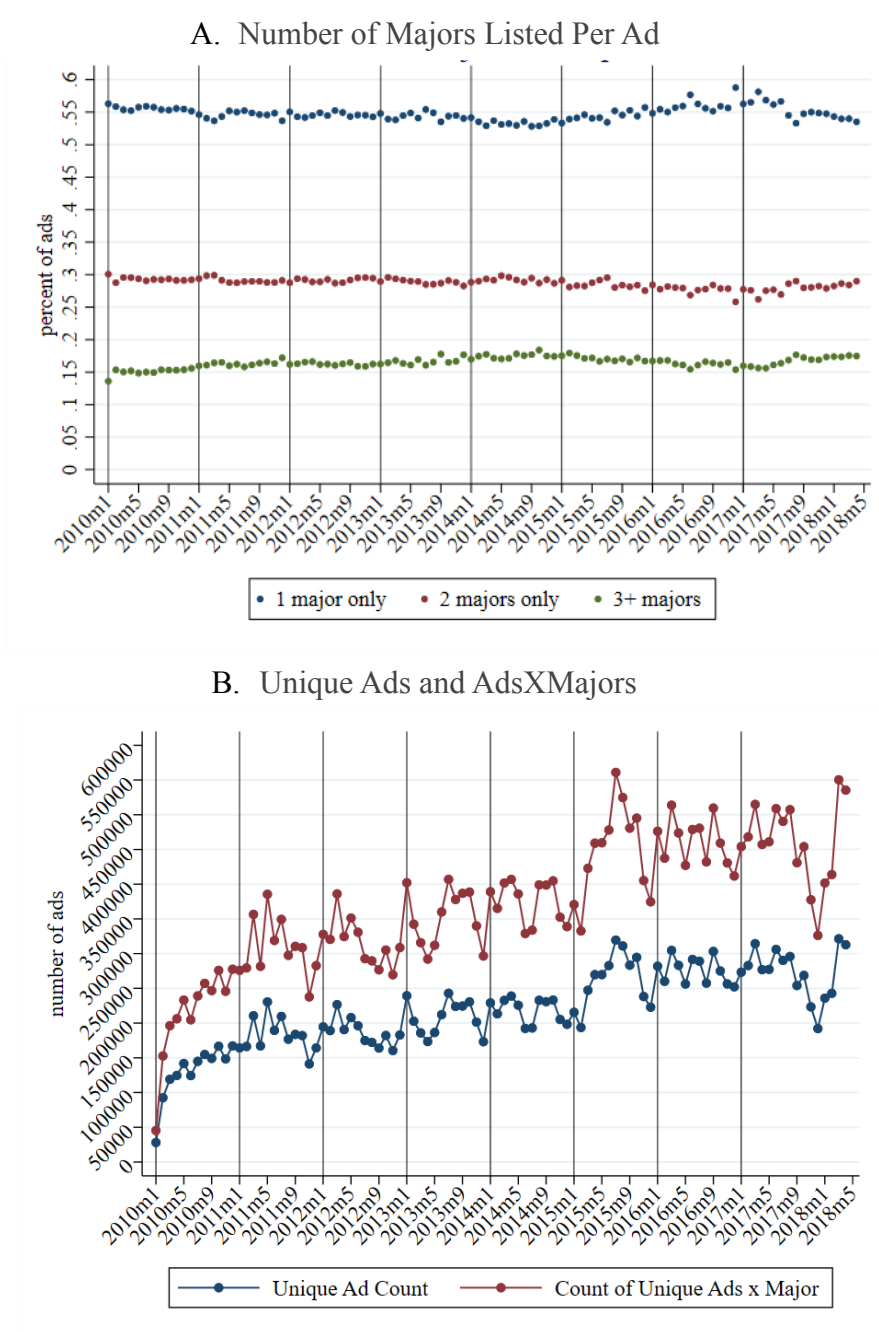 A. Number of Majors Listed Per Ad
percent of ads
.6
.55
.5
.45
.4
.35
.3
.25
.2
.15
.1
.05
0
2010m1
2010m5
2010m9
2011m1
2011m5
2011m9
2012m1
2012m5
2012m9
2013m1
2013m5
2013m9
2014m1
2014m5
2014m9
2015m1
2015m5
2015m9
2016m1
2016m5
2016m9
2017m1
2017m5
2017m9
2018m1
2018m5
1 major only
2 majors only
3+ majors
B. Unique Ads and AdsXMajors
number of ads
600000
550000
500000
450000
400000
350000
300000
250000
200000
150000
100000
50000
0
2010m1
2010m5
2010m9
2011m1
2011m5
2011m9
2012m1
2012m5
2012m9
2013m1
2013m5
2013m9
2014m1
2014m5
2014m9
2015m1
2015m5
2015m9
2016m1
2016m5
2016m9
2017m1
2017m5
2017m9
2018m1
2018m5
Unique Ad Count
Count of Unique Ads x Major